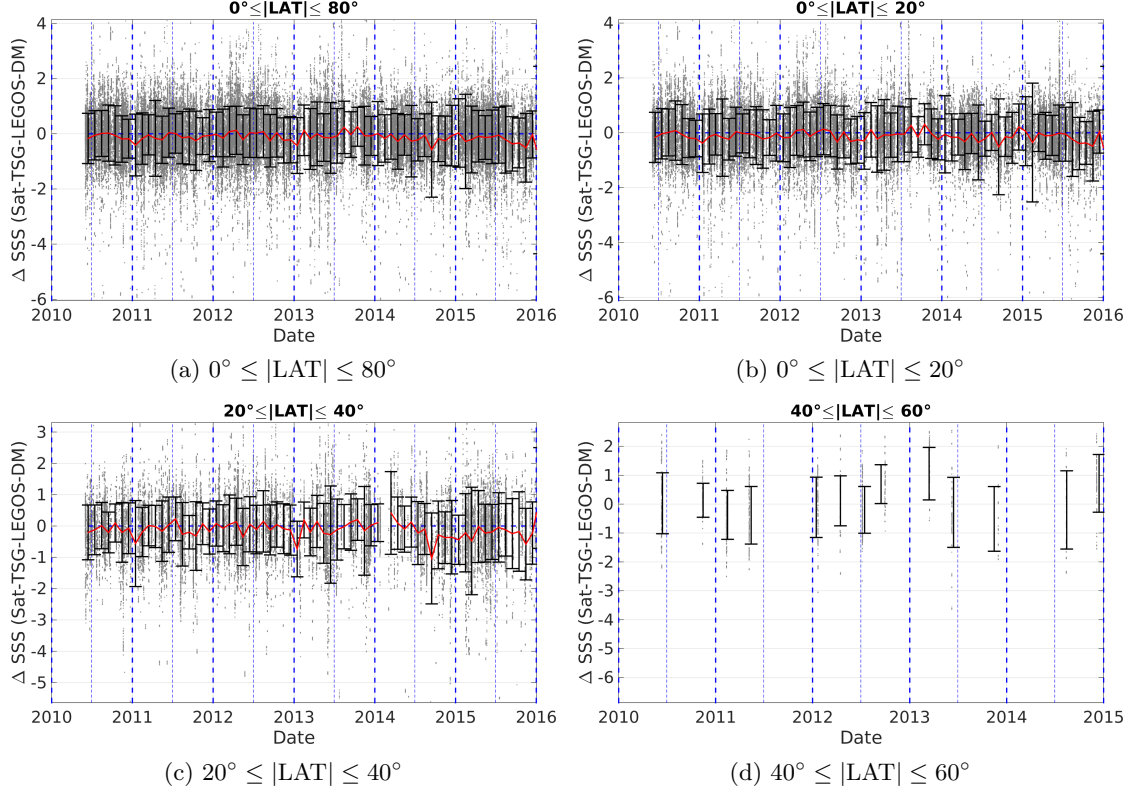 0°≤|LAT|≤ 80°
Δ SSS (Sat-TSG-LEGOS-DM)
4
2
0
-2
-4
-6
2010 2011 2012 2013 2014 2015 2016
Date
(a) 0° ≤ |LAT| ≤ 80°
0°≤|LAT|≤ 20°
Δ SSS (Sat-TSG-LEGOS-DM)
4
2
0
-2
-4
-6
2010 2011 2012 2013 2014 2015 2016
Date
(b) 0° ≤ |LAT| ≤ 20°
20°≤|LAT|≤ 40°
Δ SSS (Sat-TSG-LEGOS-DM)
3
2
1
0
-1
-2
-3
-4
-5
2010 2011 2012 2013 2014 2015 2016
Date
(c) 20° ≤ |LAT| ≤ 40°
40°≤|LAT|≤ 60°
Δ SSS (Sat-TSG-LEGOS-DM)
2
1
0
-1
-2
-3
-4
-5
-6
2010 2011 2012 2013 2014 2015
Date
(d) 40° ≤ |LAT| ≤ 60°